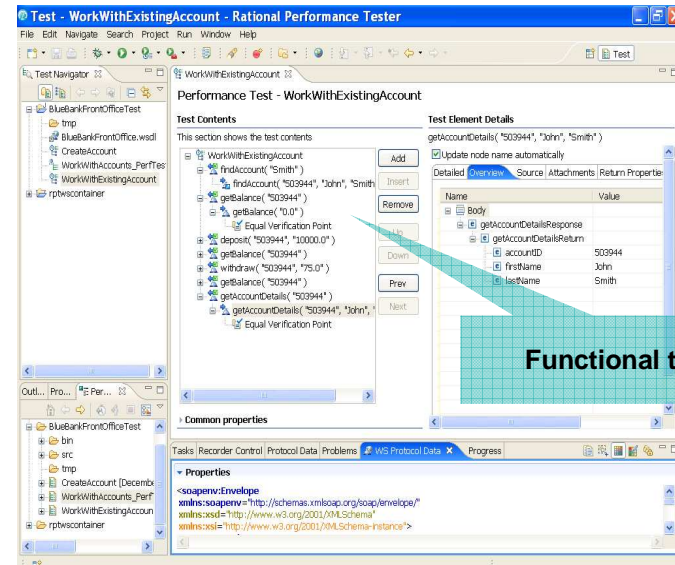 Test - WorkWithExistingAccount - Rational Performance Tester
File Edit Navigate Search Project Run Window Help
Test
Test Navigator
BlueBankFrontOfficeTest
tmp
BlueBankFrontOffice.wsdl
CreateAccount
WorkWithAccounts_PerfTes
WorkWithExistingAccount
rptwscontainer
WorkWithExistingAccount
Performance Test - WorkWithExistingAccount
Test Contents
This section shows the test contents
WorkWithExistingAccount
findAccount( "Smith" )
findAccount( "503944", "John", "Smith
getBalance( "503944" )
getBalance( "0.0" )
Equal Verification Point
deposit( "503944", "10000.0" )
getBalance( "503944" )
withdraw( "503944", "75.0" )
getBalance( "503944" )
getAccountDetails( "503944" )
getAccountDetails( "503944", "John", "
Equal Verification Point
Add
Insert
Remove
Up
Down
Prev
Next
Common properties
Test Element Details
getAccountDetails( "503944", "John", "Smith" )
Update node name automatically
Detailed Overview Source Attachments Return Propertie
Name Value
Body
getAccountDetailsResponse
getAccountDetailsReturn
accountID 503944
firstName John
lastName Smith
Functional t
Outl... Pro... Per...
BlueBankFrontOfficeTest
bin
src
tmp
CreateAccount [Decembe
WorkWithAccounts_Perf
WorkWithExistingAccoun
rptwscontainer
Tasks Recorder Control Protocol Data Problems WS Protocol Data Progress
Properties
<soapenv:Envelope
xmlns:soapenv="http://schemas.xmlsoap.org/soap/envelope/"
xmlns:xsd="http://www.w3.org/2001/XMLSchema"
xmlns:xsi="http://www.w3.org/2001/XMLSchema-instance">